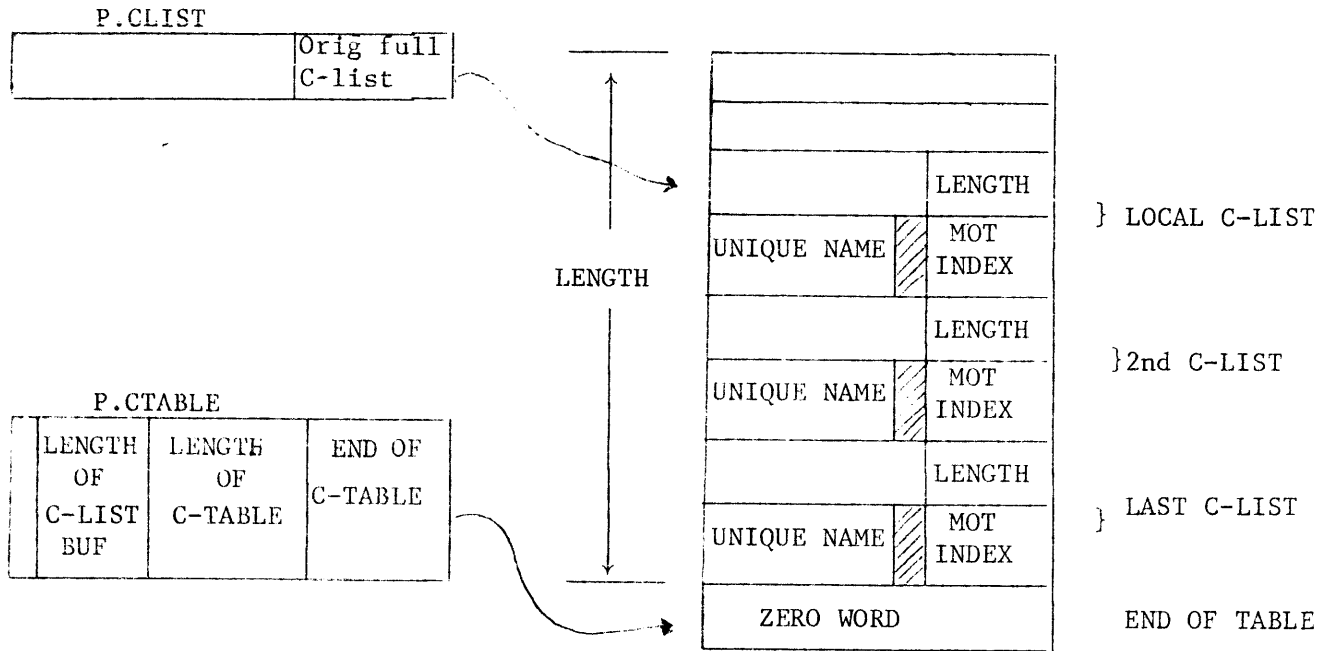 P.CLIST
Orig full
C-list
LENGTH
LENGTH
} LOCAL C-LIST
UNIQUE NAME
MOT
INDEX
LENGTH
}2nd C-LIST
UNIQUE NAME
MOT
INDEX
LENGTH
} LAST C-LIST
UNIQUE NAME
MOT
INDEX
ZERO WORD
END OF TABLE
P.CTABLE
LENGTH
OF
C-LIST
BUF
LENGTH
OF
C-TABLE
END OF
C-TABLE